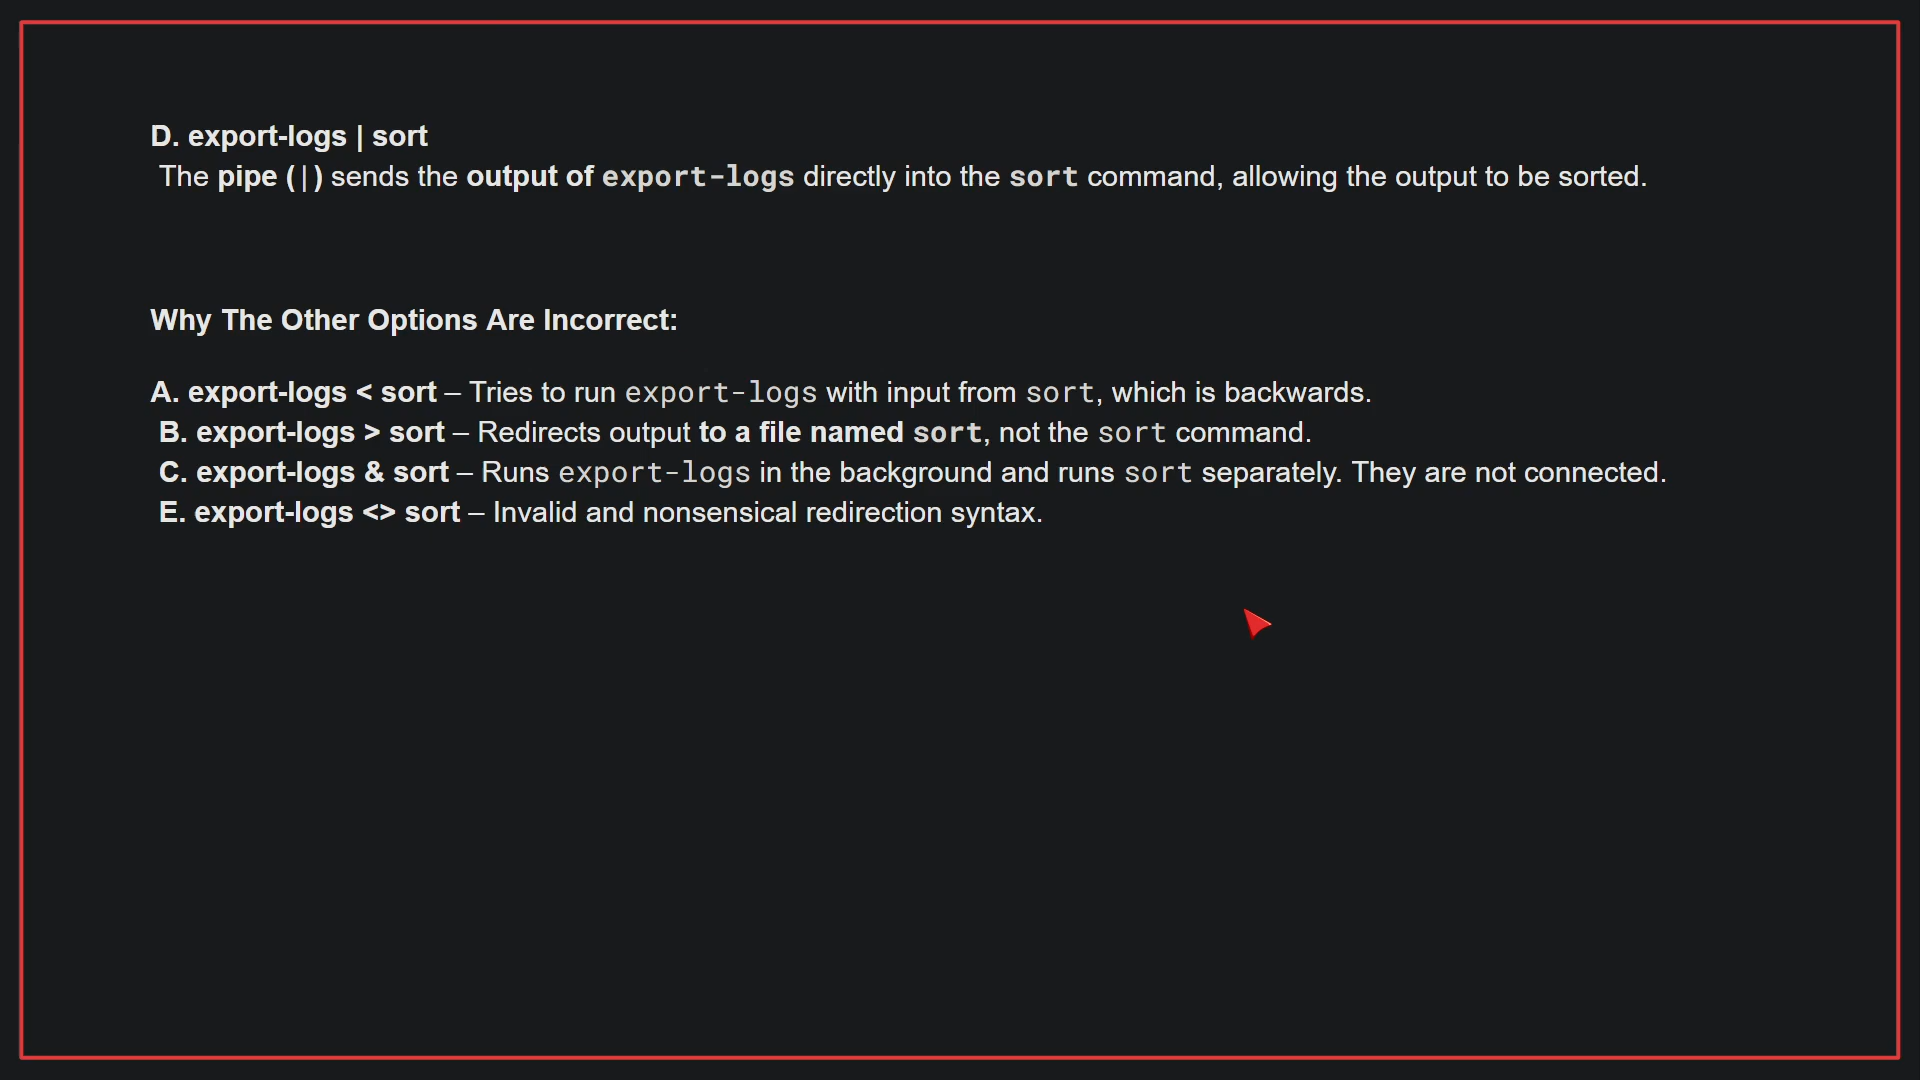 D. export-logs | sort
The pipe (|) sends the output of export-logs directly into the sort command, allowing the output to be sorted.
Why The Other Options Are Incorrect:
A. export-logs < sort – Tries to run export-logs with input from sort, which is backwards.
B. export-logs > sort – Redirects output to a file named sort, not the sort command.
C. export-logs & sort – Runs export-logs in the background and runs sort separately. They are not connected.
E. export-logs <> sort – Invalid and nonsensical redirection syntax.